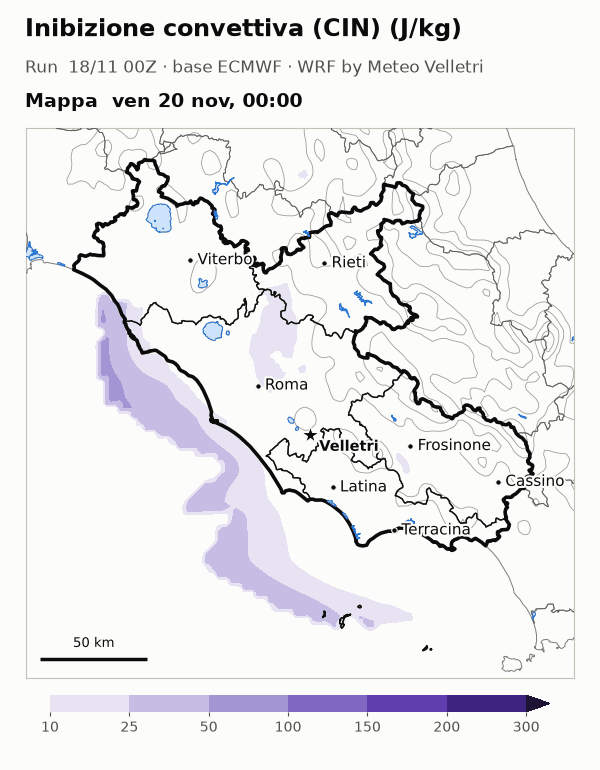 Inibizione convettiva (CIN) (J/kg)
Run  18/11 00Z · base ECMWF · WRF by Meteo Velletri
Mappa  ven 20 nov, 00:00
Viterbo
Rieti
Roma
Velletri
Frosinone
Cassino
Latina
Terracina
50 km
10 25 50 100 150 200 300